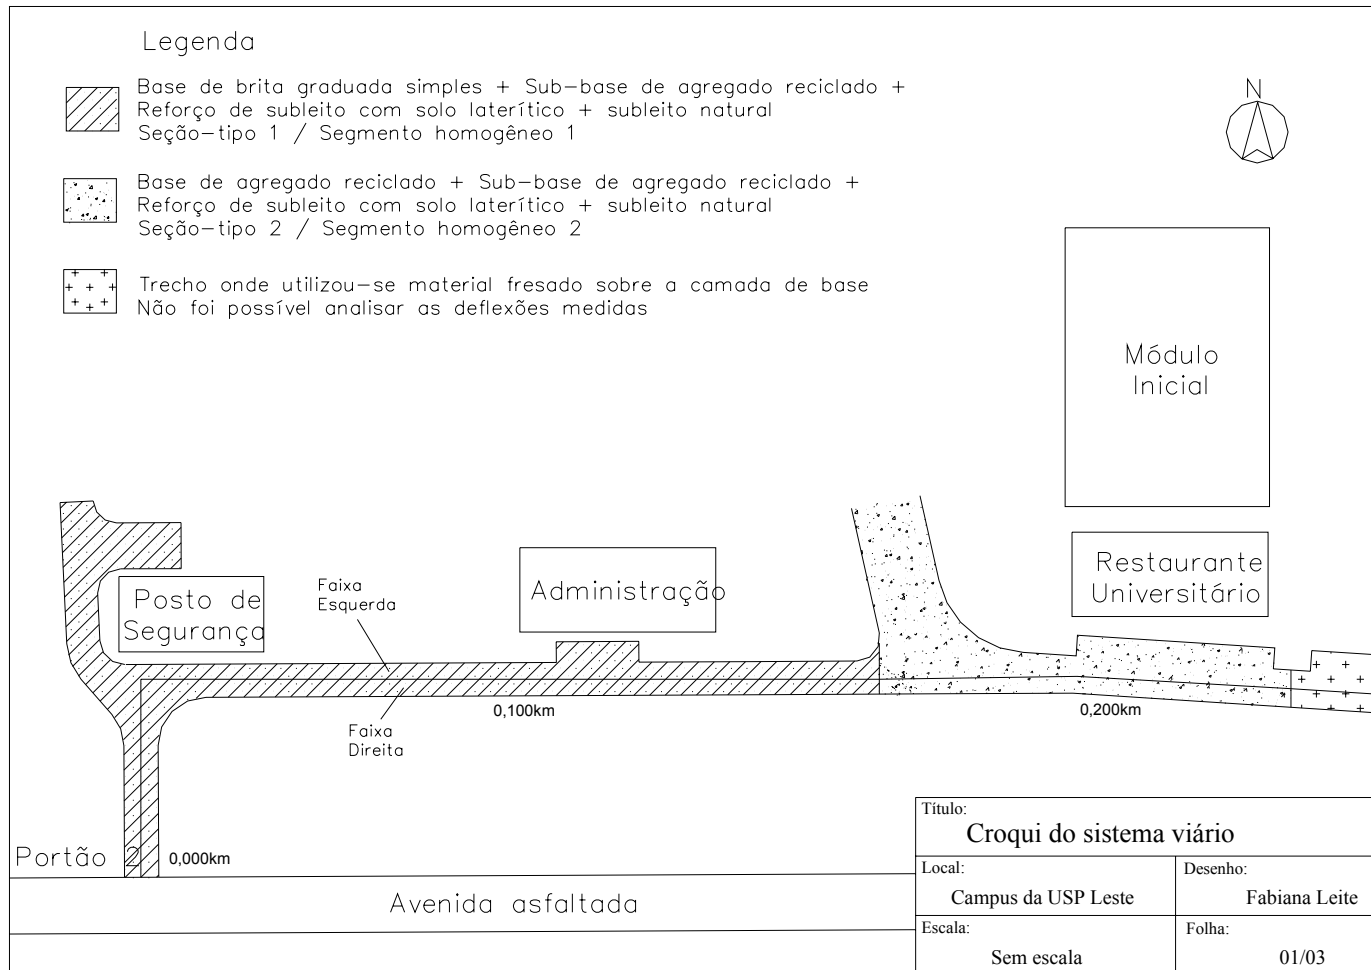 Legenda
Base de brita graduada simples + Sub-base de agregado reciclado +
Reforço de subleito com solo laterítico + subleito natural
Seção-tipo 1 / Segmento homogêneo 1
Base de agregado reciclado + Sub-base de agregado reciclado +
Reforço de subleito com solo laterítico + subleito natural
Seção-tipo 2 / Segmento homogêneo 2
Trecho onde utilizou-se material fresado sobre a camada de base
Não foi possível analisar as deflexões medidas
N
Módulo
Inicial
Restaurante
Universitário
Administração
Posto de
Segurança
Faixa
Esquerda
Faixa
Direita
0,100km
0,200km
Portão 2
0,000km
Avenida asfaltada
Título:
Croqui do sistema viário
Local:
Campus da USP Leste
Desenho:
Fabiana Leite
Escala:
Sem escala
Folha:
01/03